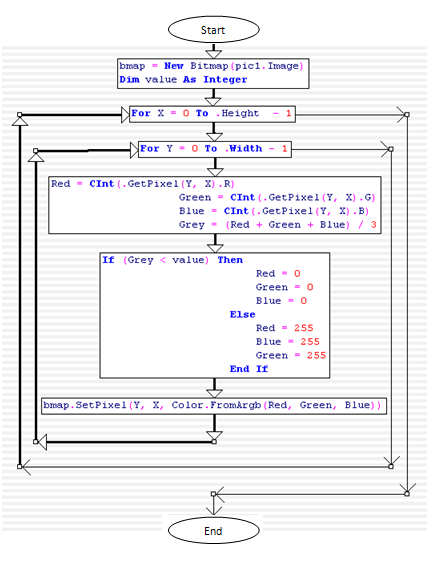 Start
bmap = New Bitmap(pic1.Image)
Dim value As Integer
For X = 0 To .Height - 1
For Y = 0 To .Width - 1
Red = CInt(.GetPixel(Y, X).R)
Green = CInt(.GetPixel(Y, X).G)
Blue = CInt(.GetPixel(Y, X).B)
Grey = (Red + Green + Blue) / 3
If (Grey < value) Then
Red = 0
Green = 0
Blue = 0
Else
Red = 255
Blue = 255
Green = 255
End If
bmap.SetPixel(Y, X, Color.FromArgb(Red, Green, Blue))
End